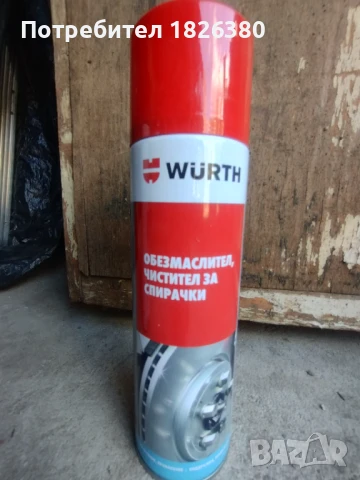 Потребител 1826380
WÜRTH
ОБЕЗМАСЛИТЕЛ,
ЧИСТИТЕЛ ЗА
СПИРАЧКИ
BAZAR